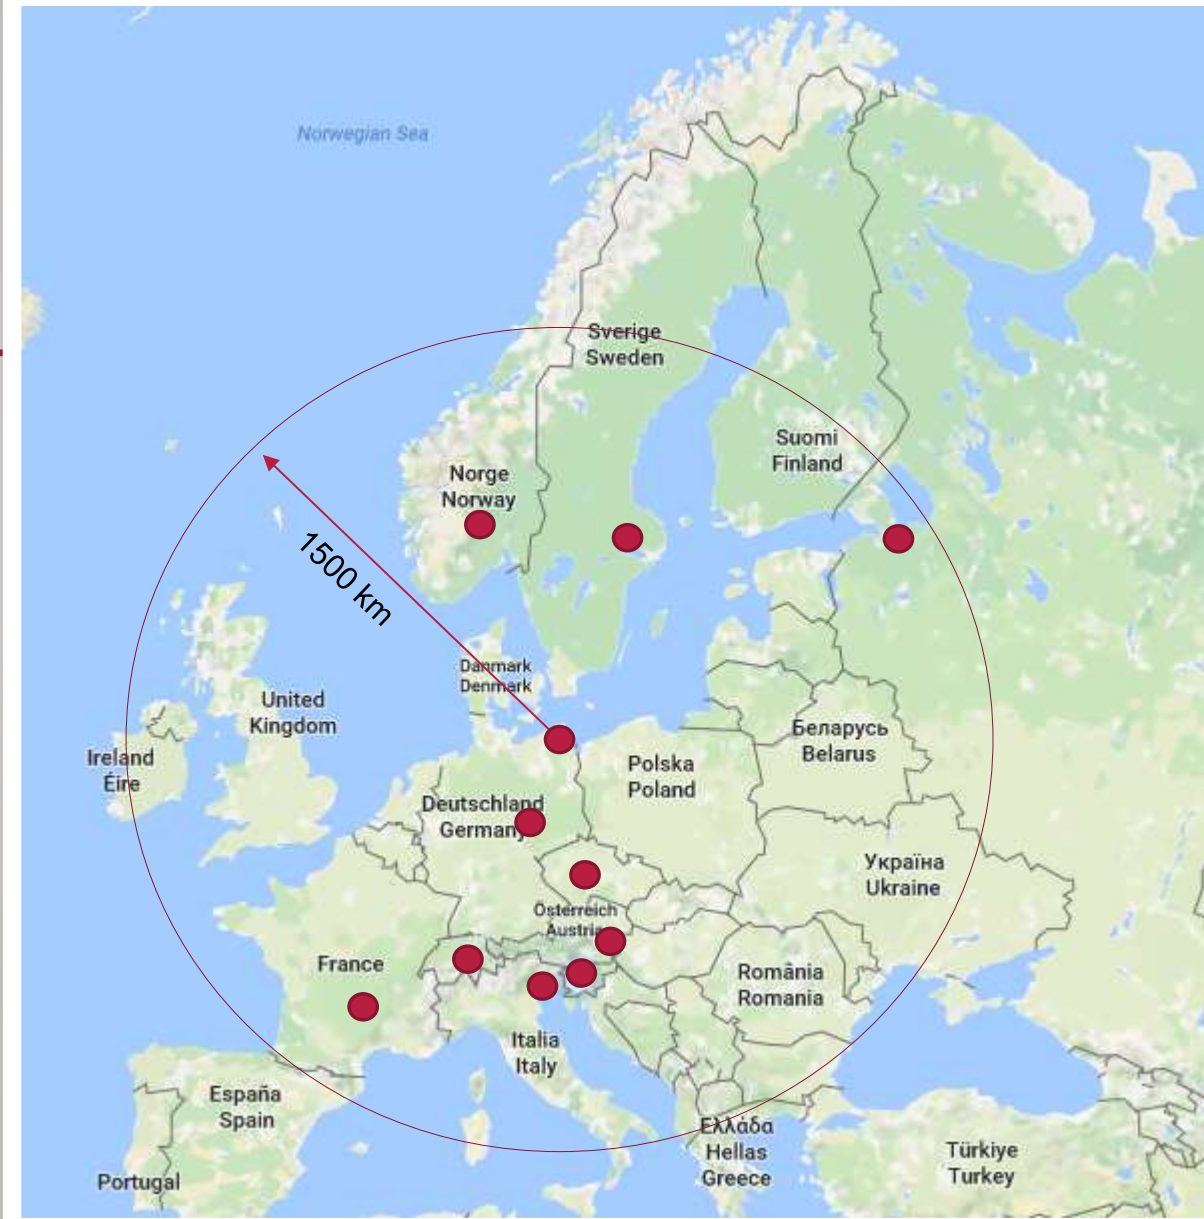 Norwegian Sea
Sverige
Sweden
Suomi
Finland
Norge
Norway
1500 km
Danmark
Denmark
United
Kingdom
Ireland
Éire
Беларусь
Belarus
Polska
Poland
Deutschland
Germany
Україна
Ukraine
Österreich
Austria
France
România
Romania
Italia
Italy
España
Spain
Portugal
Ελλάδα
Hellas
Greece
Türkiye
Turkey